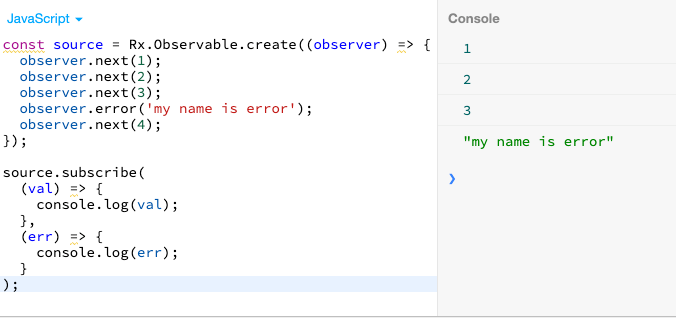 JavaScript
const source = Rx.Observable.create((observer) => {
  observer.next(1);
  observer.next(2);
  observer.next(3);
  observer.error('my name is error');
  observer.next(4);
});

source.subscribe(
  (val) => {
    console.log(val);
  },
  (err) => {
    console.log(err);
  }
);
Console
1
2
3
"my name is error"
❯